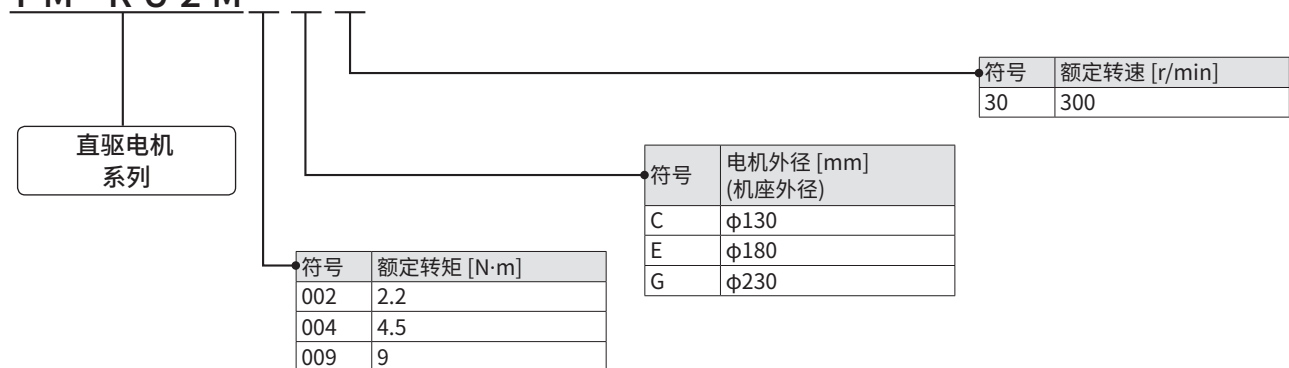 直驱电机
系列
符号 额定转速 [r/min]
30 300
符号 电机外径 [mm]
(机座外径)
C φ130
E φ180
G φ230
符号 额定转矩 [N·m]
002 2.2
004 4.5
009 9